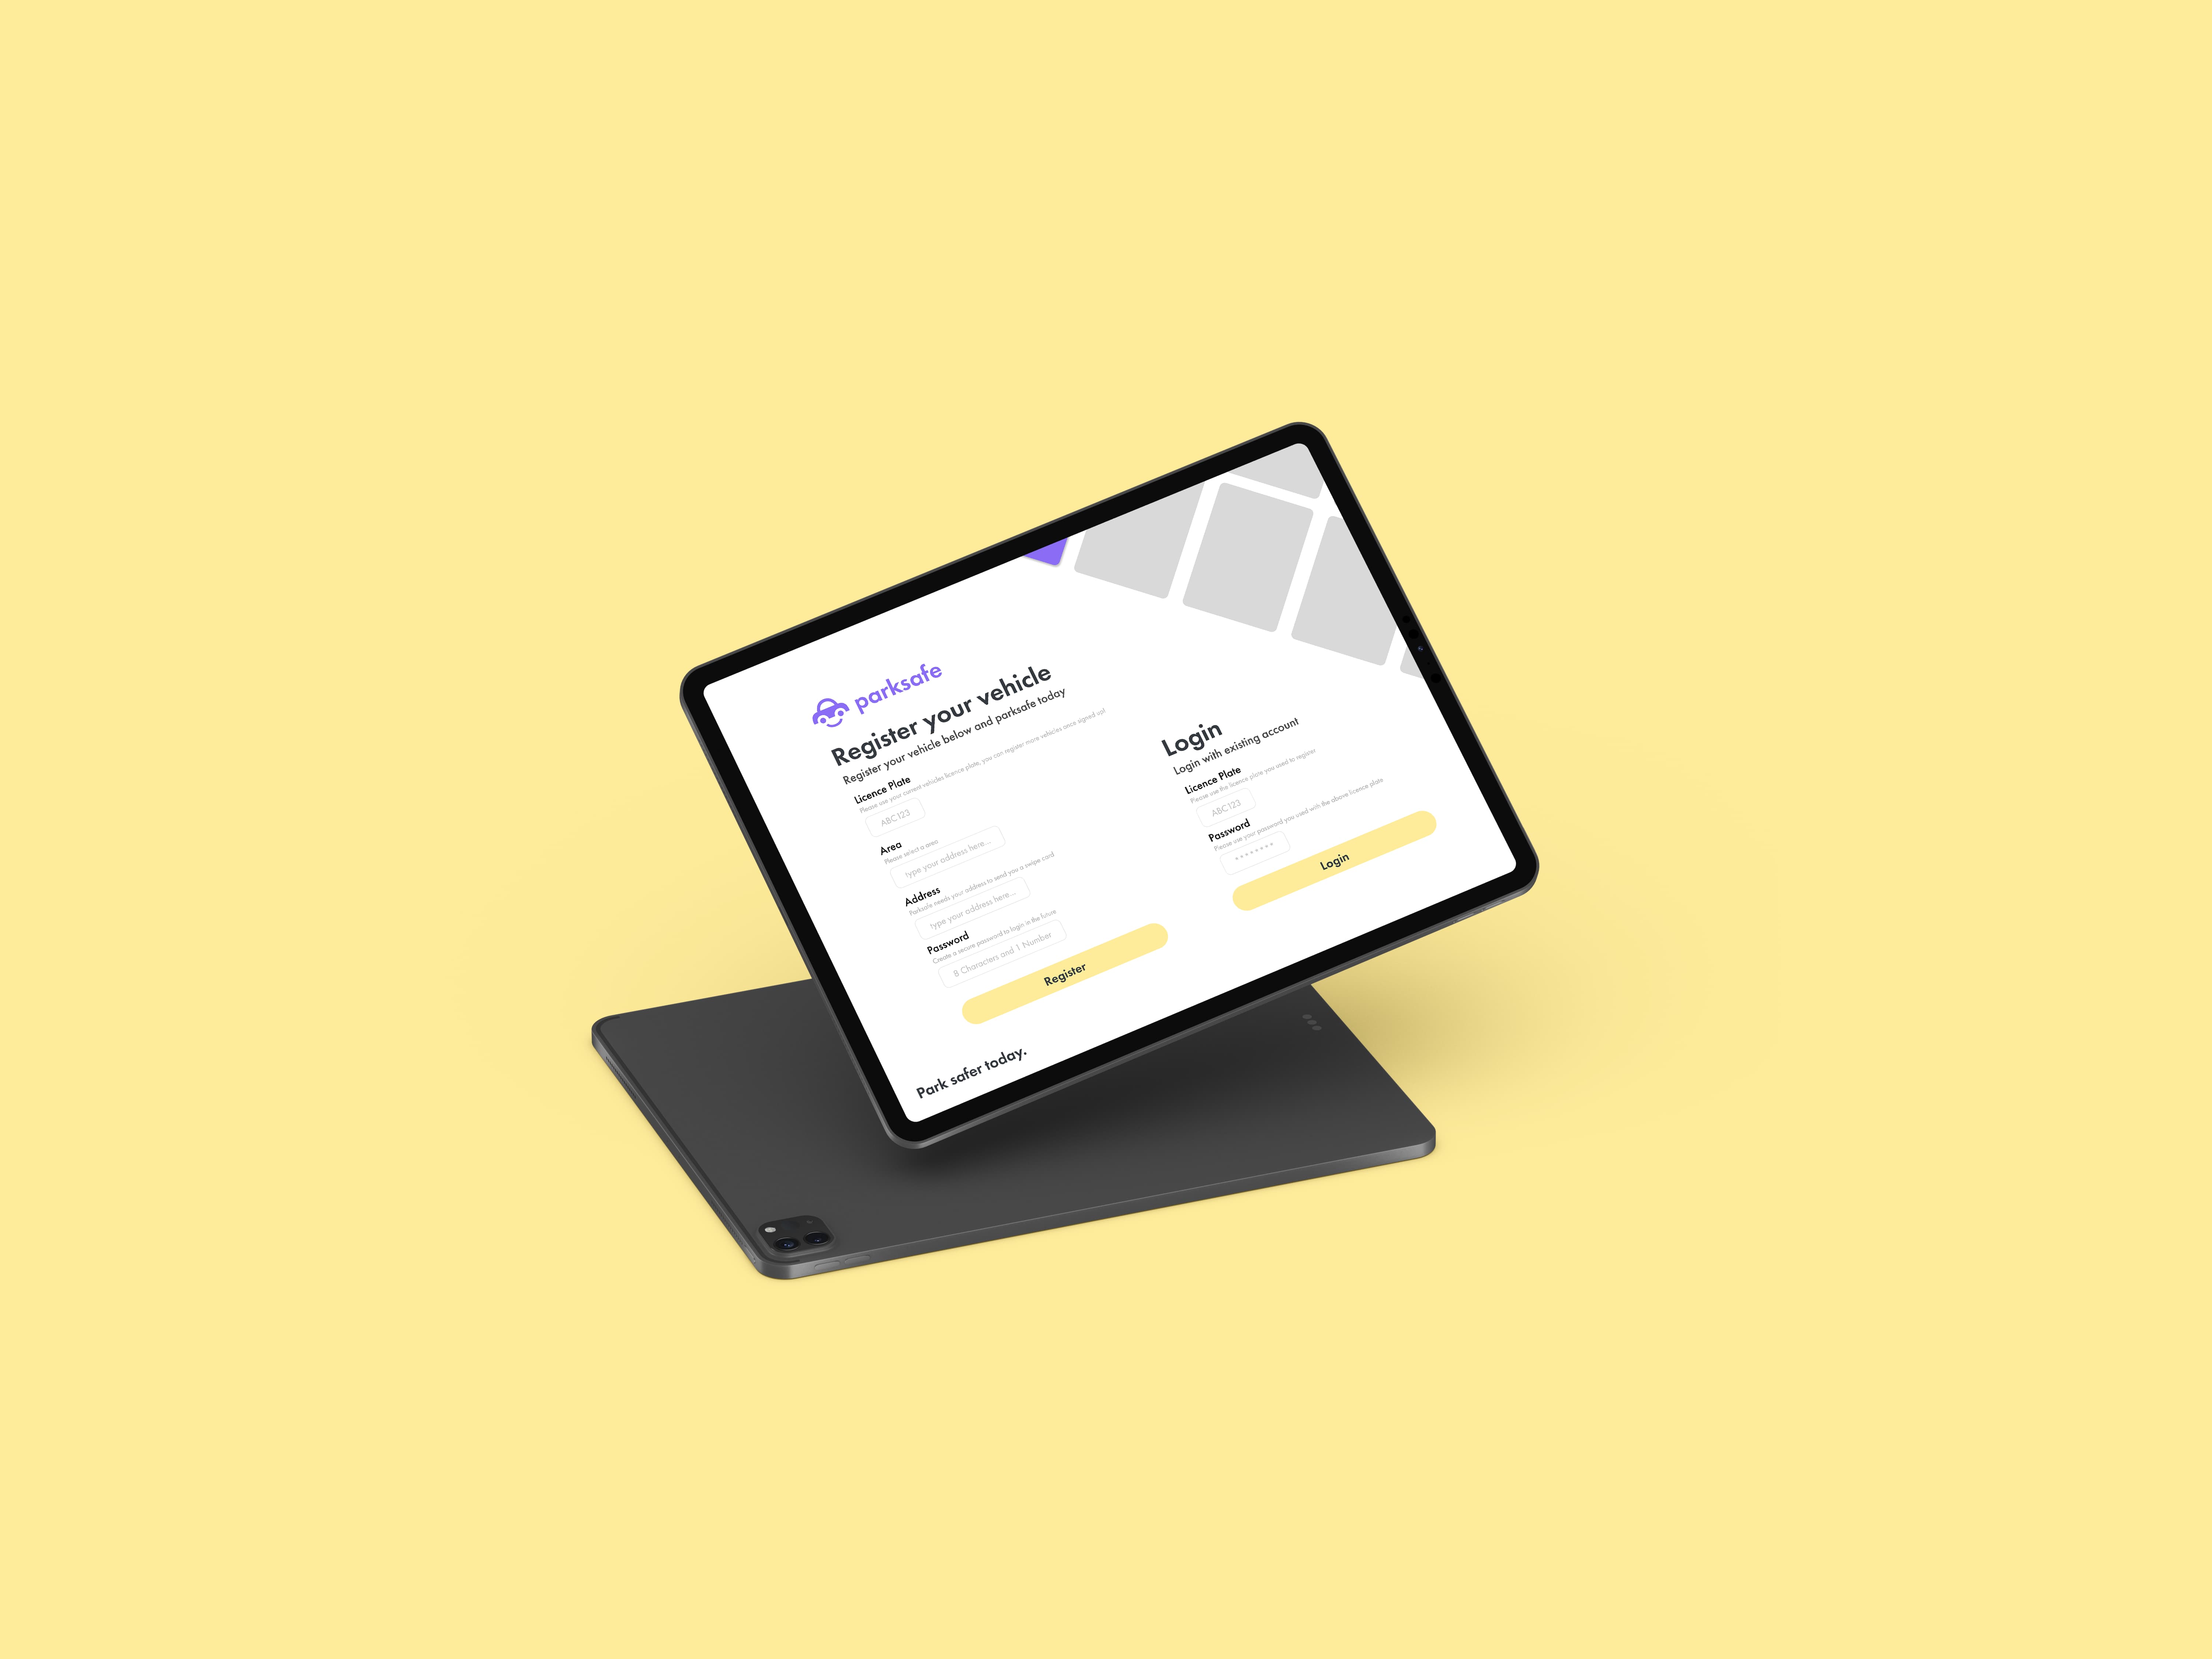 parksafe
Register your vehicle
Register your vehicle below and parksafe today
Licence Plate
Please use your current vehicles licence plate, you can register more vehicles once signed up!
ABC123
Area
Please select a area
type your address here...
Address
Parksafe needs your address to send you a swipe card
type your address here...
Password
Create a secure password to login in the future
8 Characters and 1 Number
Register
Park safer today.
Login
Login with existing account
Licence Plate
Please use the licence plate you used to register
ABC123
Password
Please use your password you used with the above licence plate
********
Login